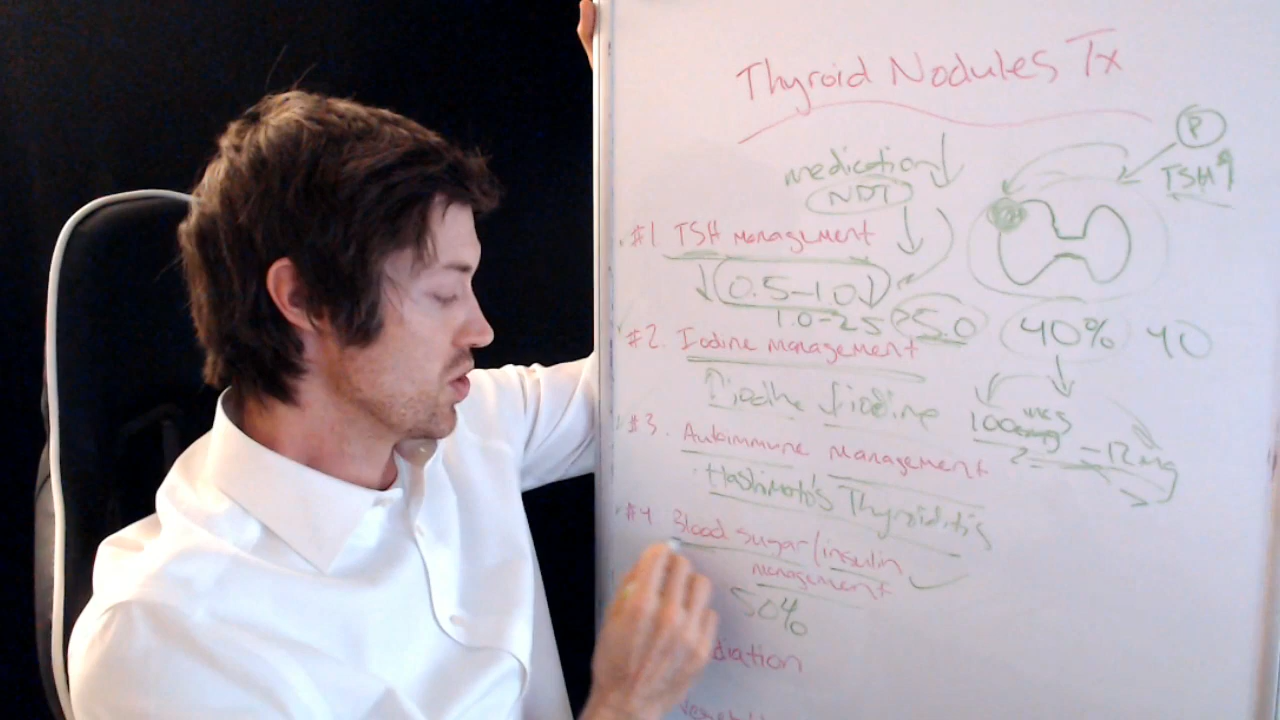 Thyroid Nodules Tx
P
medication ↓
TSH
NDT
#1 TSH management
↓ 0.5-1.0 ↓
1.0-2.5 >5.0
40% 40
#2. Iodine management
↑iodine ↓iodine
100 mcg
-12mg
#3. Autoimmune management
Hashimoto's Thyroiditis
#4 Blood sugar/insulin
management
50%
diation